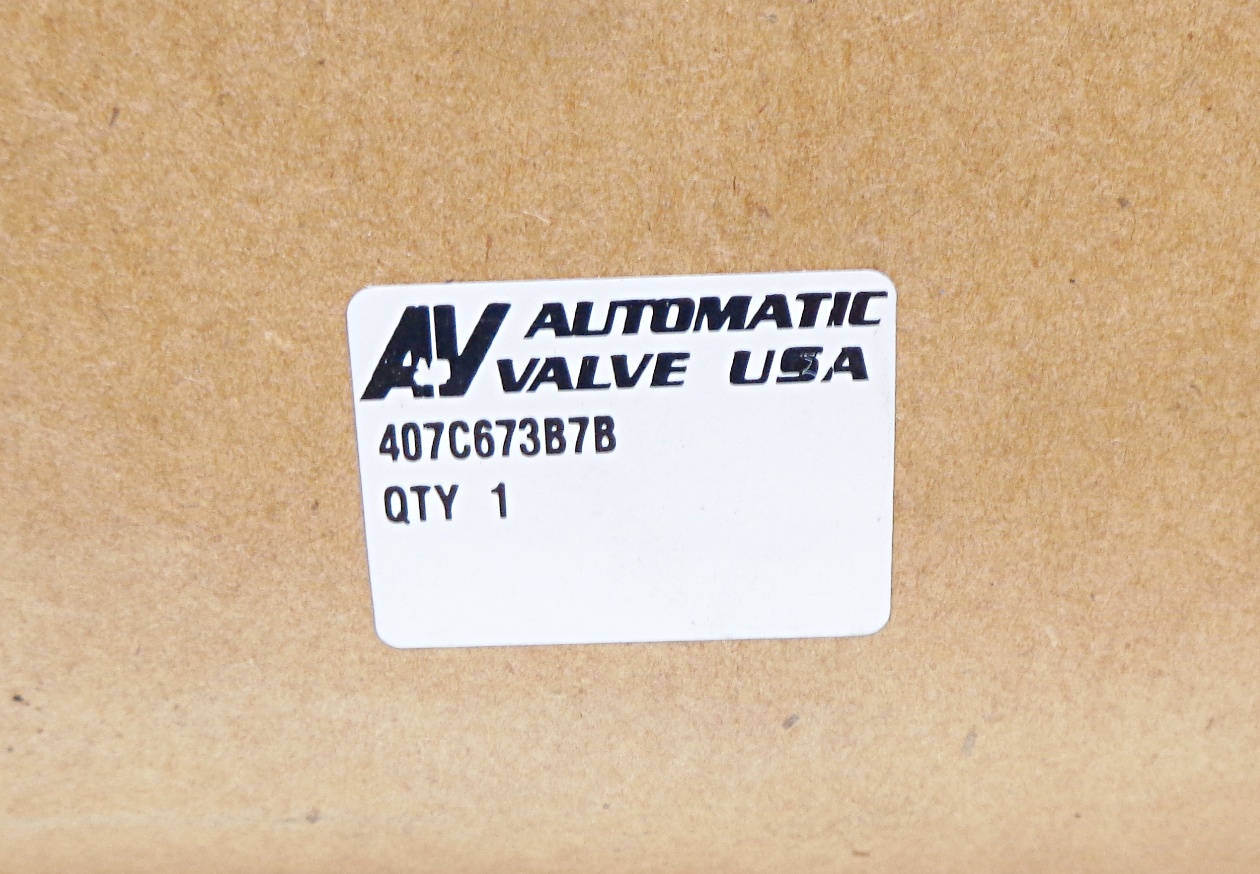 AV AUTOMATIC
VALVE USA
407C673B7B
QTY 1